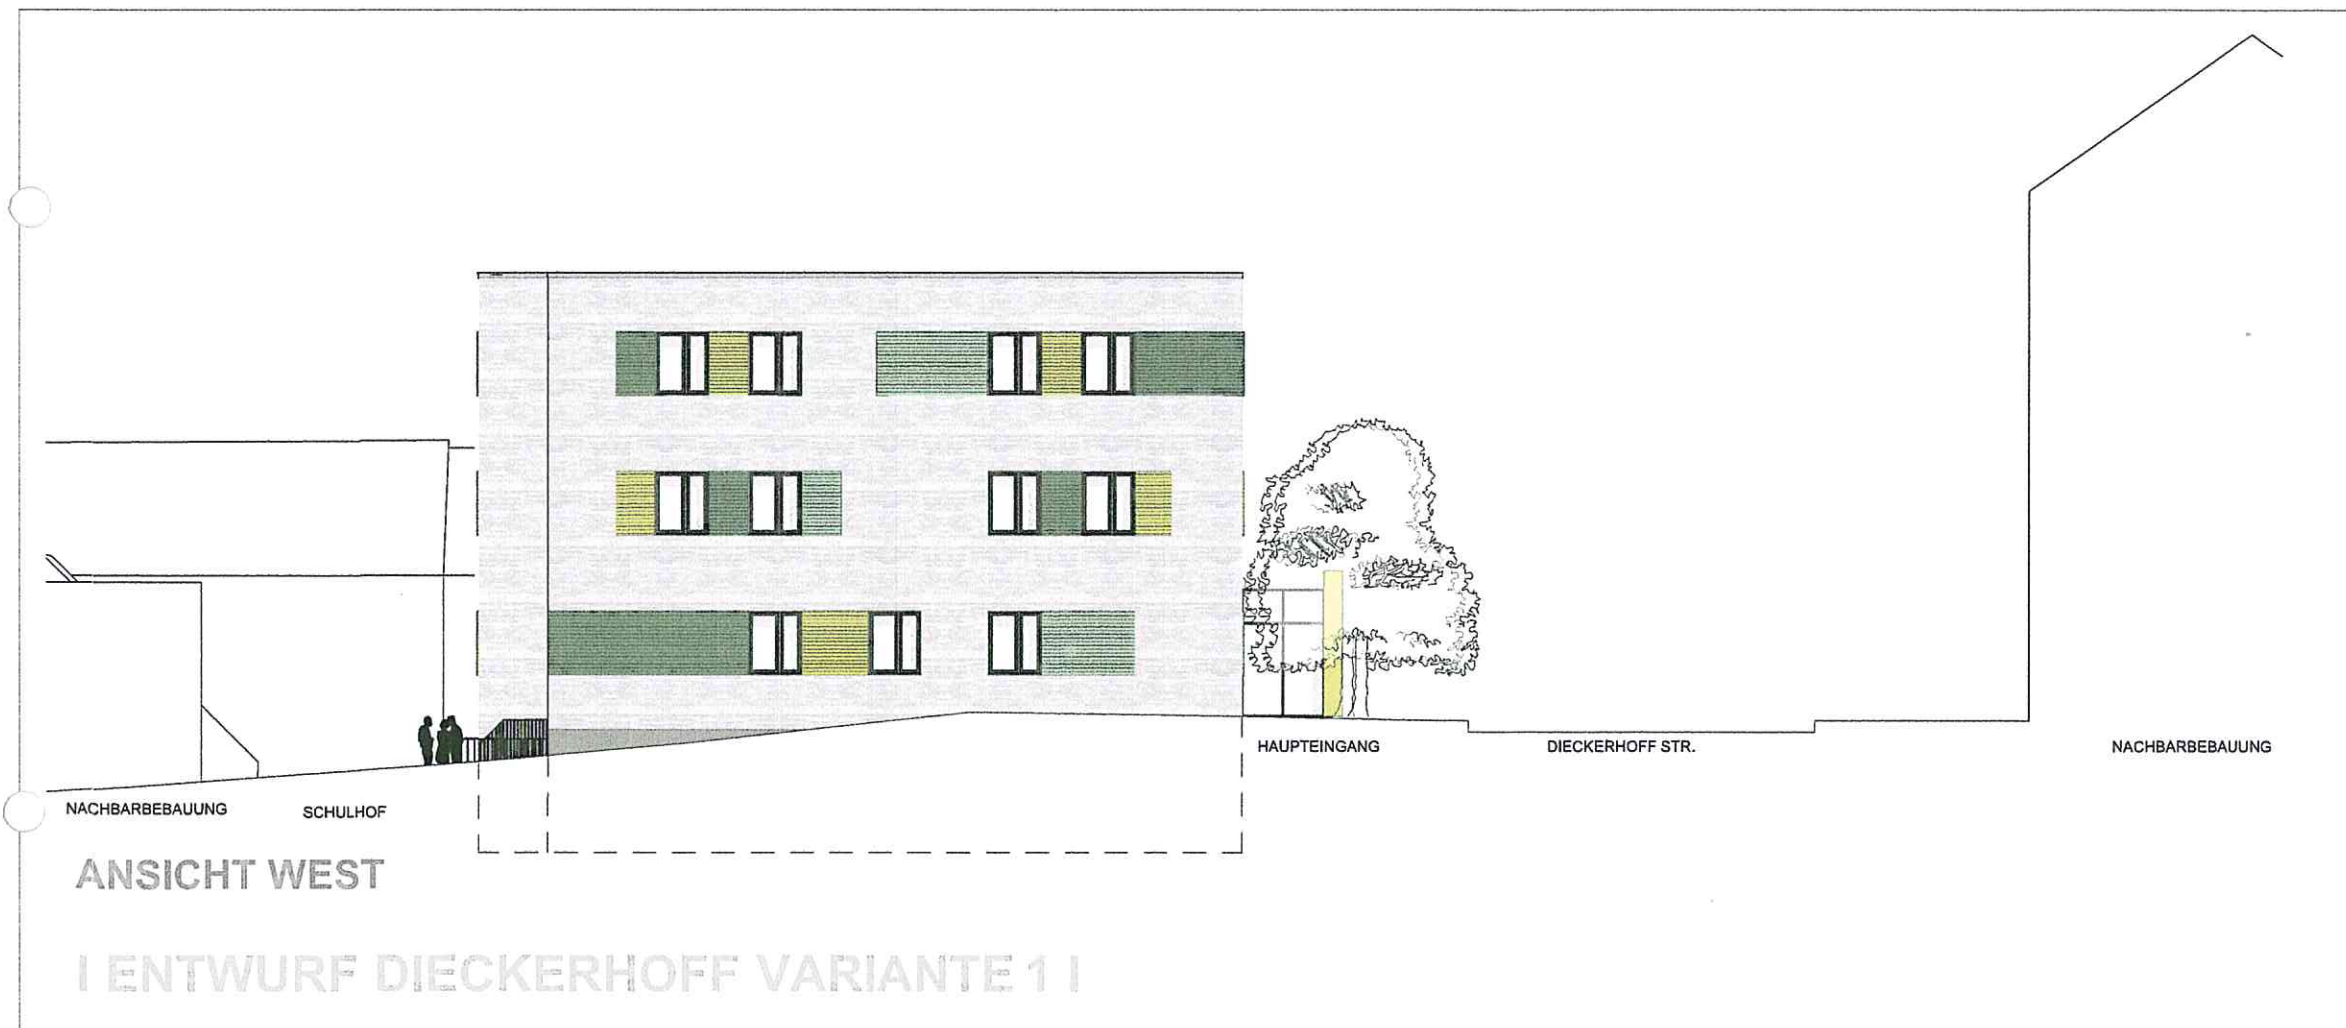 HAUPTEINGANG
DIECKERHOFF STR.
NACHBARBEBAUUNG
NACHBARBEBAUUNG
SCHULHOF
ANSICHT WEST
I ENTWURF DIECKERHOFF VARIANTE 1 I